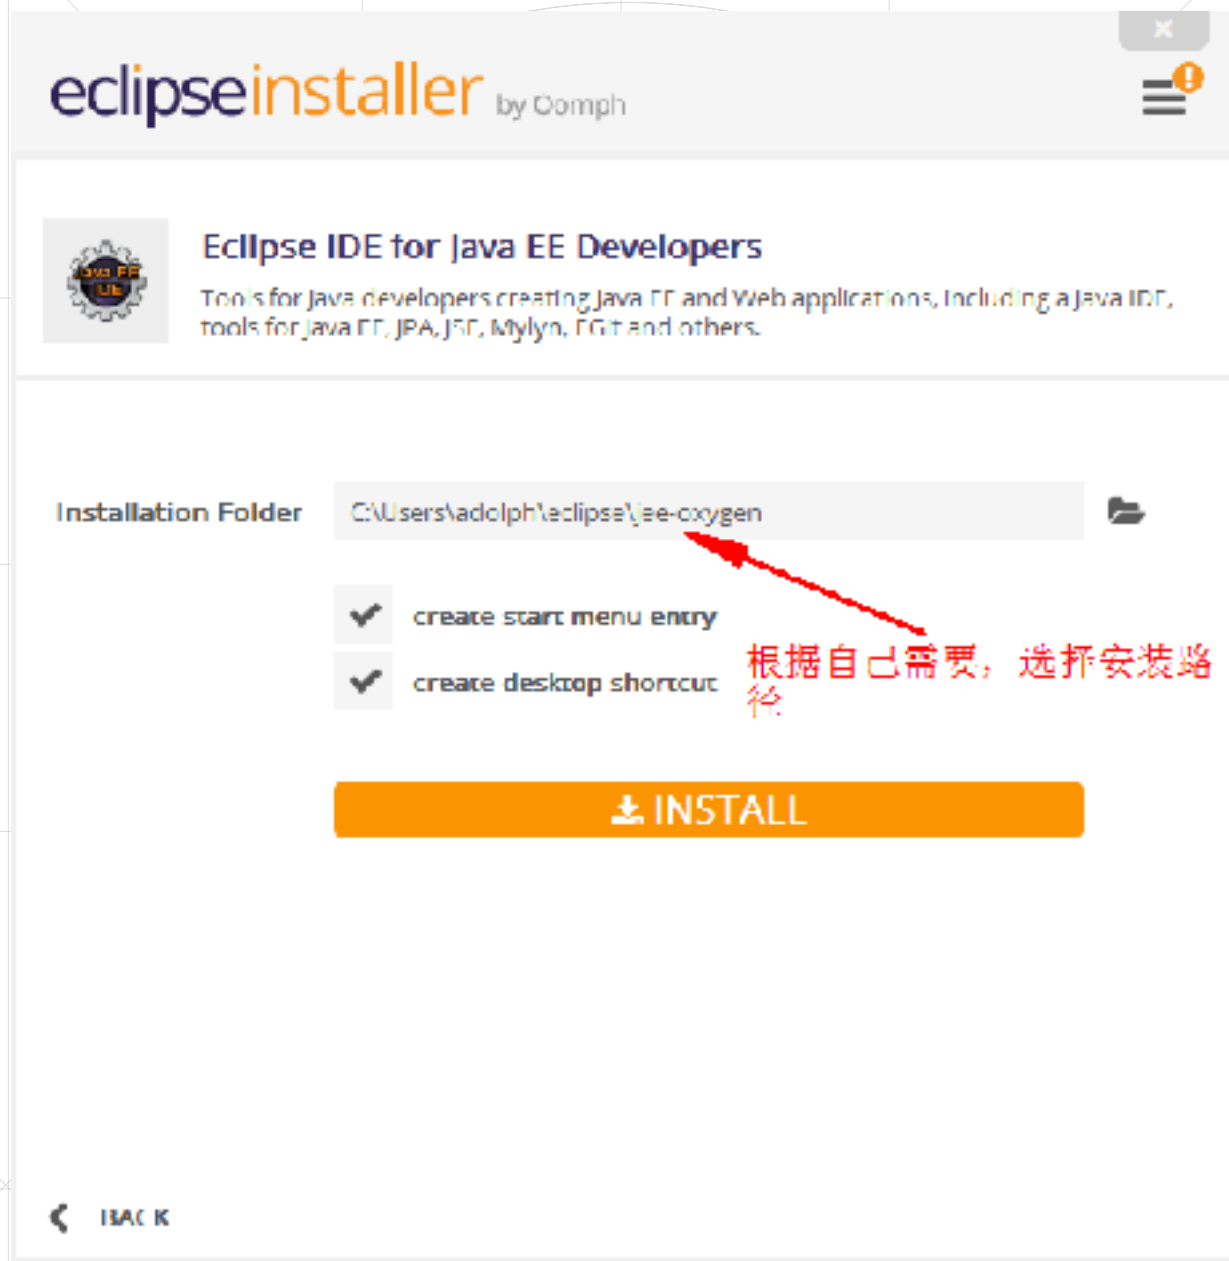 eclipseinstaller by Oomph
Eclipse IDE for Java EE Developers
Tools for Java developers creating Java EE and Web applications, including a Java IDE,
tools for Java EE, JPA, JSF, Mylyn, EGit and others.
Installation Folder C:\Users\adolph\eclipse\jee-oxygen
create start menu entry
create desktop shortcut
根据自己需要，选择安装路
径
INSTALL
BACK